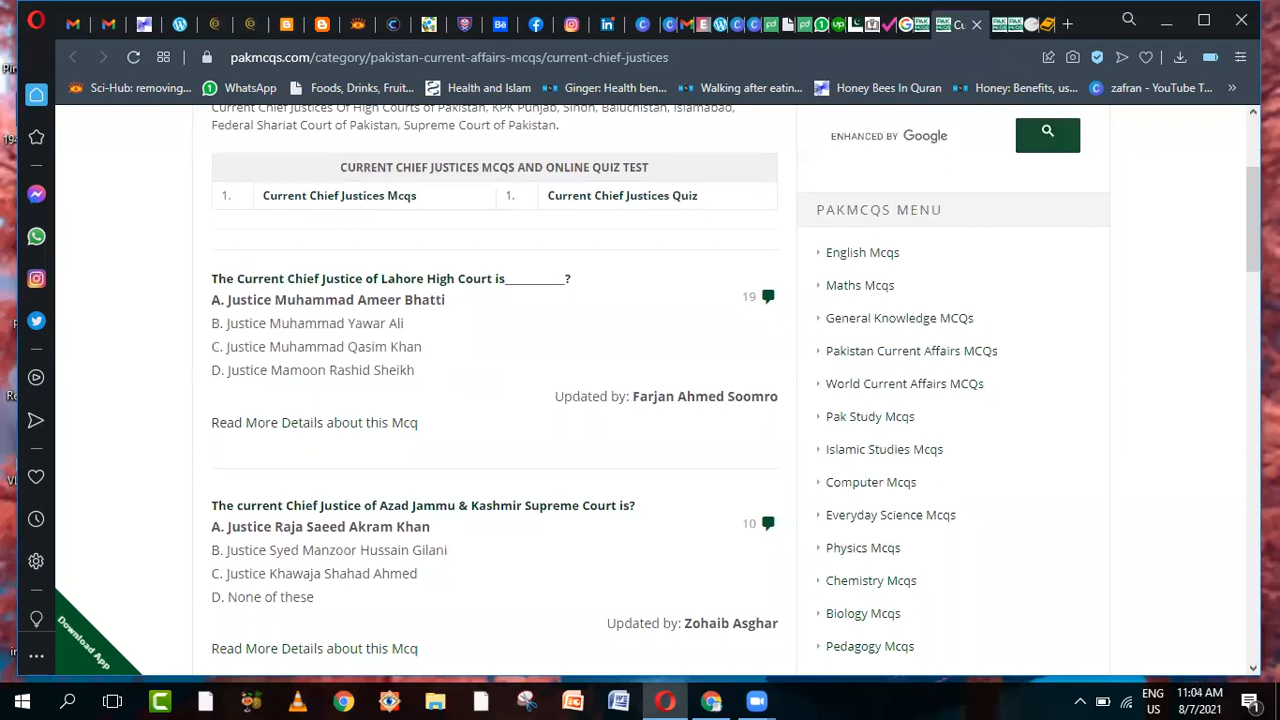 Cu
pakmcqs.com/category/pakistan-current-affairs-mcqs/current-chief-justices
Sci-Hub: removing... WhatsApp Foods, Drinks, Fruit... Health and Islam Ginger: Health ben... Walking after eatin... Honey Bees In Quran Honey: Benefits, us... zafran - YouTube T... »
Current Chief Justices Of High Courts of Pakistan, KPK Punjab, Sindh, Baluchistan, Islamabad,
Federal Shariat Court of Pakistan, Supreme Court of Pakistan.
CURRENT CHIEF JUSTICES MCQS AND ONLINE QUIZ TEST
1. Current Chief Justices Mcqs 1. Current Chief Justices Quiz
The Current Chief Justice of Lahore High Court is__________?
A. Justice Muhammad Ameer Bhatti
19
B. Justice Muhammad Yawar Ali
C. Justice Muhammad Qasim Khan
D. Justice Mamoon Rashid Sheikh
Updated by: Farjan Ahmed Soomro
Read More Details about this Mcq
The current Chief Justice of Azad Jammu & Kashmir Supreme Court is?
A. Justice Raja Saeed Akram Khan
10
B. Justice Syed Manzoor Hussain Gilani
C. Justice Khawaja Shahad Ahmed
D. None of these
Updated by: Zohaib Asghar
Read More Details about this Mcq
ENHANCED BY Google
PAKMCQS MENU
English Mcqs
Maths Mcqs
General Knowledge MCQs
Pakistan Current Affairs MCQs
World Current Affairs MCQs
Pak Study Mcqs
Islamic Studies Mcqs
Computer Mcqs
Everyday Science Mcqs
Physics Mcqs
Chemistry Mcqs
Biology Mcqs
Pedagogy Mcqs
Download App
ENG
US
11:04 AM
8/7/2021